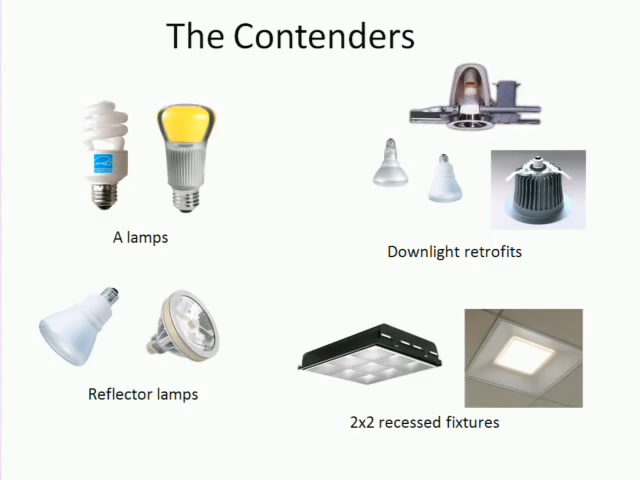 The Contenders
A lamps
Downlight retrofits
Reflector lamps
2x2 recessed fixtures